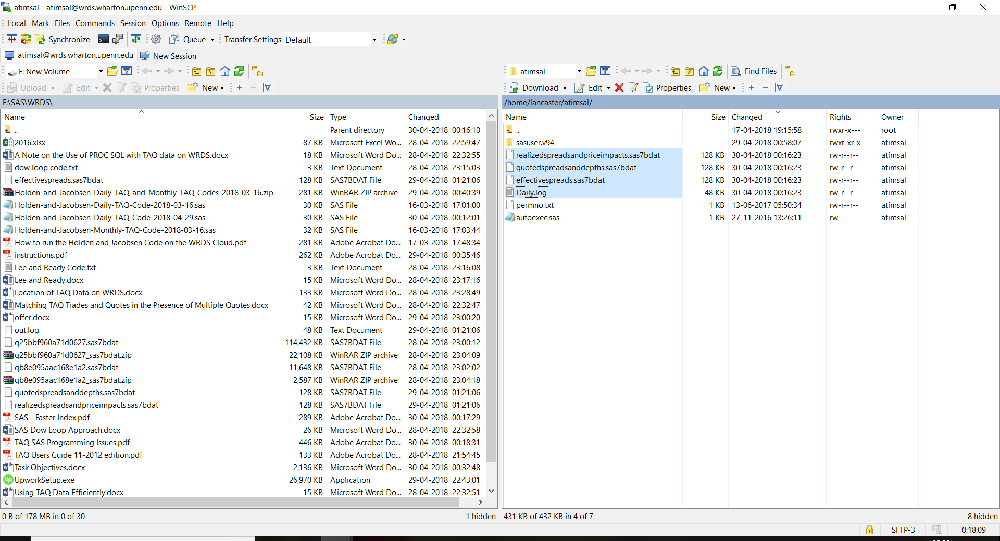 atimsal - atimsal@wrds.wharton.upenn.edu - WinSCP
Local Mark Files Commands Session Options Remote Help
Synchronize Queue Transfer Settings Default
atimsal@wrds.wharton.upenn.edu New Session
F: New Volume
Upload Edit Properties New
F:\SAS\WRDS\
Name Size Type Changed
.. Parent directory 30-04-2018 00:16:10
2016.xlsx 87 KB Microsoft Excel Wo... 28-04-2018 22:59:47
A Note on the Use of PROC SQL with TAQ data on WRDS.docx 18 KB Microsoft Word Do... 28-04-2018 22:32:55
dow loop code.txt 3 KB Text Document 28-04-2018 23:15:03
effectivespreads.sas7bdat 128 KB SAS7BDAT File 29-04-2018 01:21:06
Holden-and-Jacobsen-Daily-TAQ-and-Monthly-TAQ-Codes-2018-03-16.zip 281 KB WinRAR ZIP archive 29-04-2018 00:40:39
Holden-and-Jacobsen-Daily-TAQ-Code-2018-03-16.sas 30 KB SAS File 16-03-2018 17:01:00
Holden-and-Jacobsen-Daily-TAQ-Code-2018-04-29.sas 30 KB SAS File 30-04-2018 00:12:01
Holden-and-Jacobsen-Monthly-TAQ-Code-2018-03-16.sas 32 KB SAS File 16-03-2018 17:03:44
How to run the Holden and Jacobsen Code on the WRDS Cloud.pdf 281 KB Adobe Acrobat Do... 17-03-2018 17:48:34
instructions.pdf 262 KB Adobe Acrobat Do... 29-04-2018 00:35:46
Lee and Ready Code.txt 3 KB Text Document 28-04-2018 23:16:08
Lee and Ready.docx 15 KB Microsoft Word Do... 28-04-2018 23:17:16
Location of TAQ Data on WRDS.docx 133 KB Microsoft Word Do... 28-04-2018 23:28:49
Matching TAQ Trades and Quotes in the Presence of Multiple Quotes.docx 42 KB Microsoft Word Do... 28-04-2018 22:32:47
offer.docx 15 KB Microsoft Word Do... 29-04-2018 23:00:20
out.log 48 KB Text Document 29-04-2018 01:21:06
q25bbf960a71d0627.sas7bdat 114,432 KB SAS7BDAT File 28-04-2018 23:00:12
q25bbf960a71d0627_sas7bdat.zip 22,108 KB WinRAR ZIP archive 28-04-2018 23:04:09
qb8e095aac168e1a2.sas7bdat 11,648 KB SAS7BDAT File 28-04-2018 23:02:02
qb8e095aac168e1a2_sas7bdat.zip 2,587 KB WinRAR ZIP archive 28-04-2018 23:04:18
quotedspreadsanddepths.sas7bdat 128 KB SAS7BDAT File 29-04-2018 01:21:06
realizedspreadsandpriceimpacts.sas7bdat 128 KB SAS7BDAT File 29-04-2018 01:21:06
SAS - Faster Index.pdf 289 KB Adobe Acrobat Do... 30-04-2018 00:17:29
SAS Dow Loop Approach.docx 26 KB Microsoft Word Do... 28-04-2018 22:32:58
TAQ SAS Programming Issues.pdf 446 KB Adobe Acrobat Do... 30-04-2018 00:18:31
TAQ Users Guide 11-2012 edition.pdf 133 KB Adobe Acrobat Do... 28-04-2018 21:54:45
Task Objectives.docx 2,136 KB Microsoft Word Do... 30-04-2018 00:32:48
Up UpworkSetup.exe 26,970 KB Application 29-04-2018 22:43:01
Using TAQ Data Efficiently.docx 15 KB Microsoft Word Do... 28-04-2018 22:32:51
0 B of 178 MB in 0 of 30 1 hidden
atimsal Find Files
Download Edit Properties New
/home/lancaster/atimsal/
Name Size Changed Rights Owner
.. 17-04-2018 19:15:58 rwxr-x--- root
sasuser.v94 29-04-2018 00:58:07 rwxr-xr-x atimsal
realizedspreadsandpriceimpacts.sas7bdat 128 KB 30-04-2018 00:16:23 rw-r--r-- atimsal
quotedspreadsanddepths.sas7bdat 128 KB 30-04-2018 00:16:23 rw-r--r-- atimsal
effectivespreads.sas7bdat 128 KB 30-04-2018 00:16:23 rw-r--r-- atimsal
Daily.log 48 KB 30-04-2018 00:16:23 rw-r--r-- atimsal
permno.txt 1 KB 13-06-2017 05:50:34 rw-r--r-- atimsal
autoexec.sas 1 KB 27-11-2016 13:26:11 rw------- atimsal
431 KB of 432 KB in 4 of 7 8 hidden
SFTP-3 0:18:09